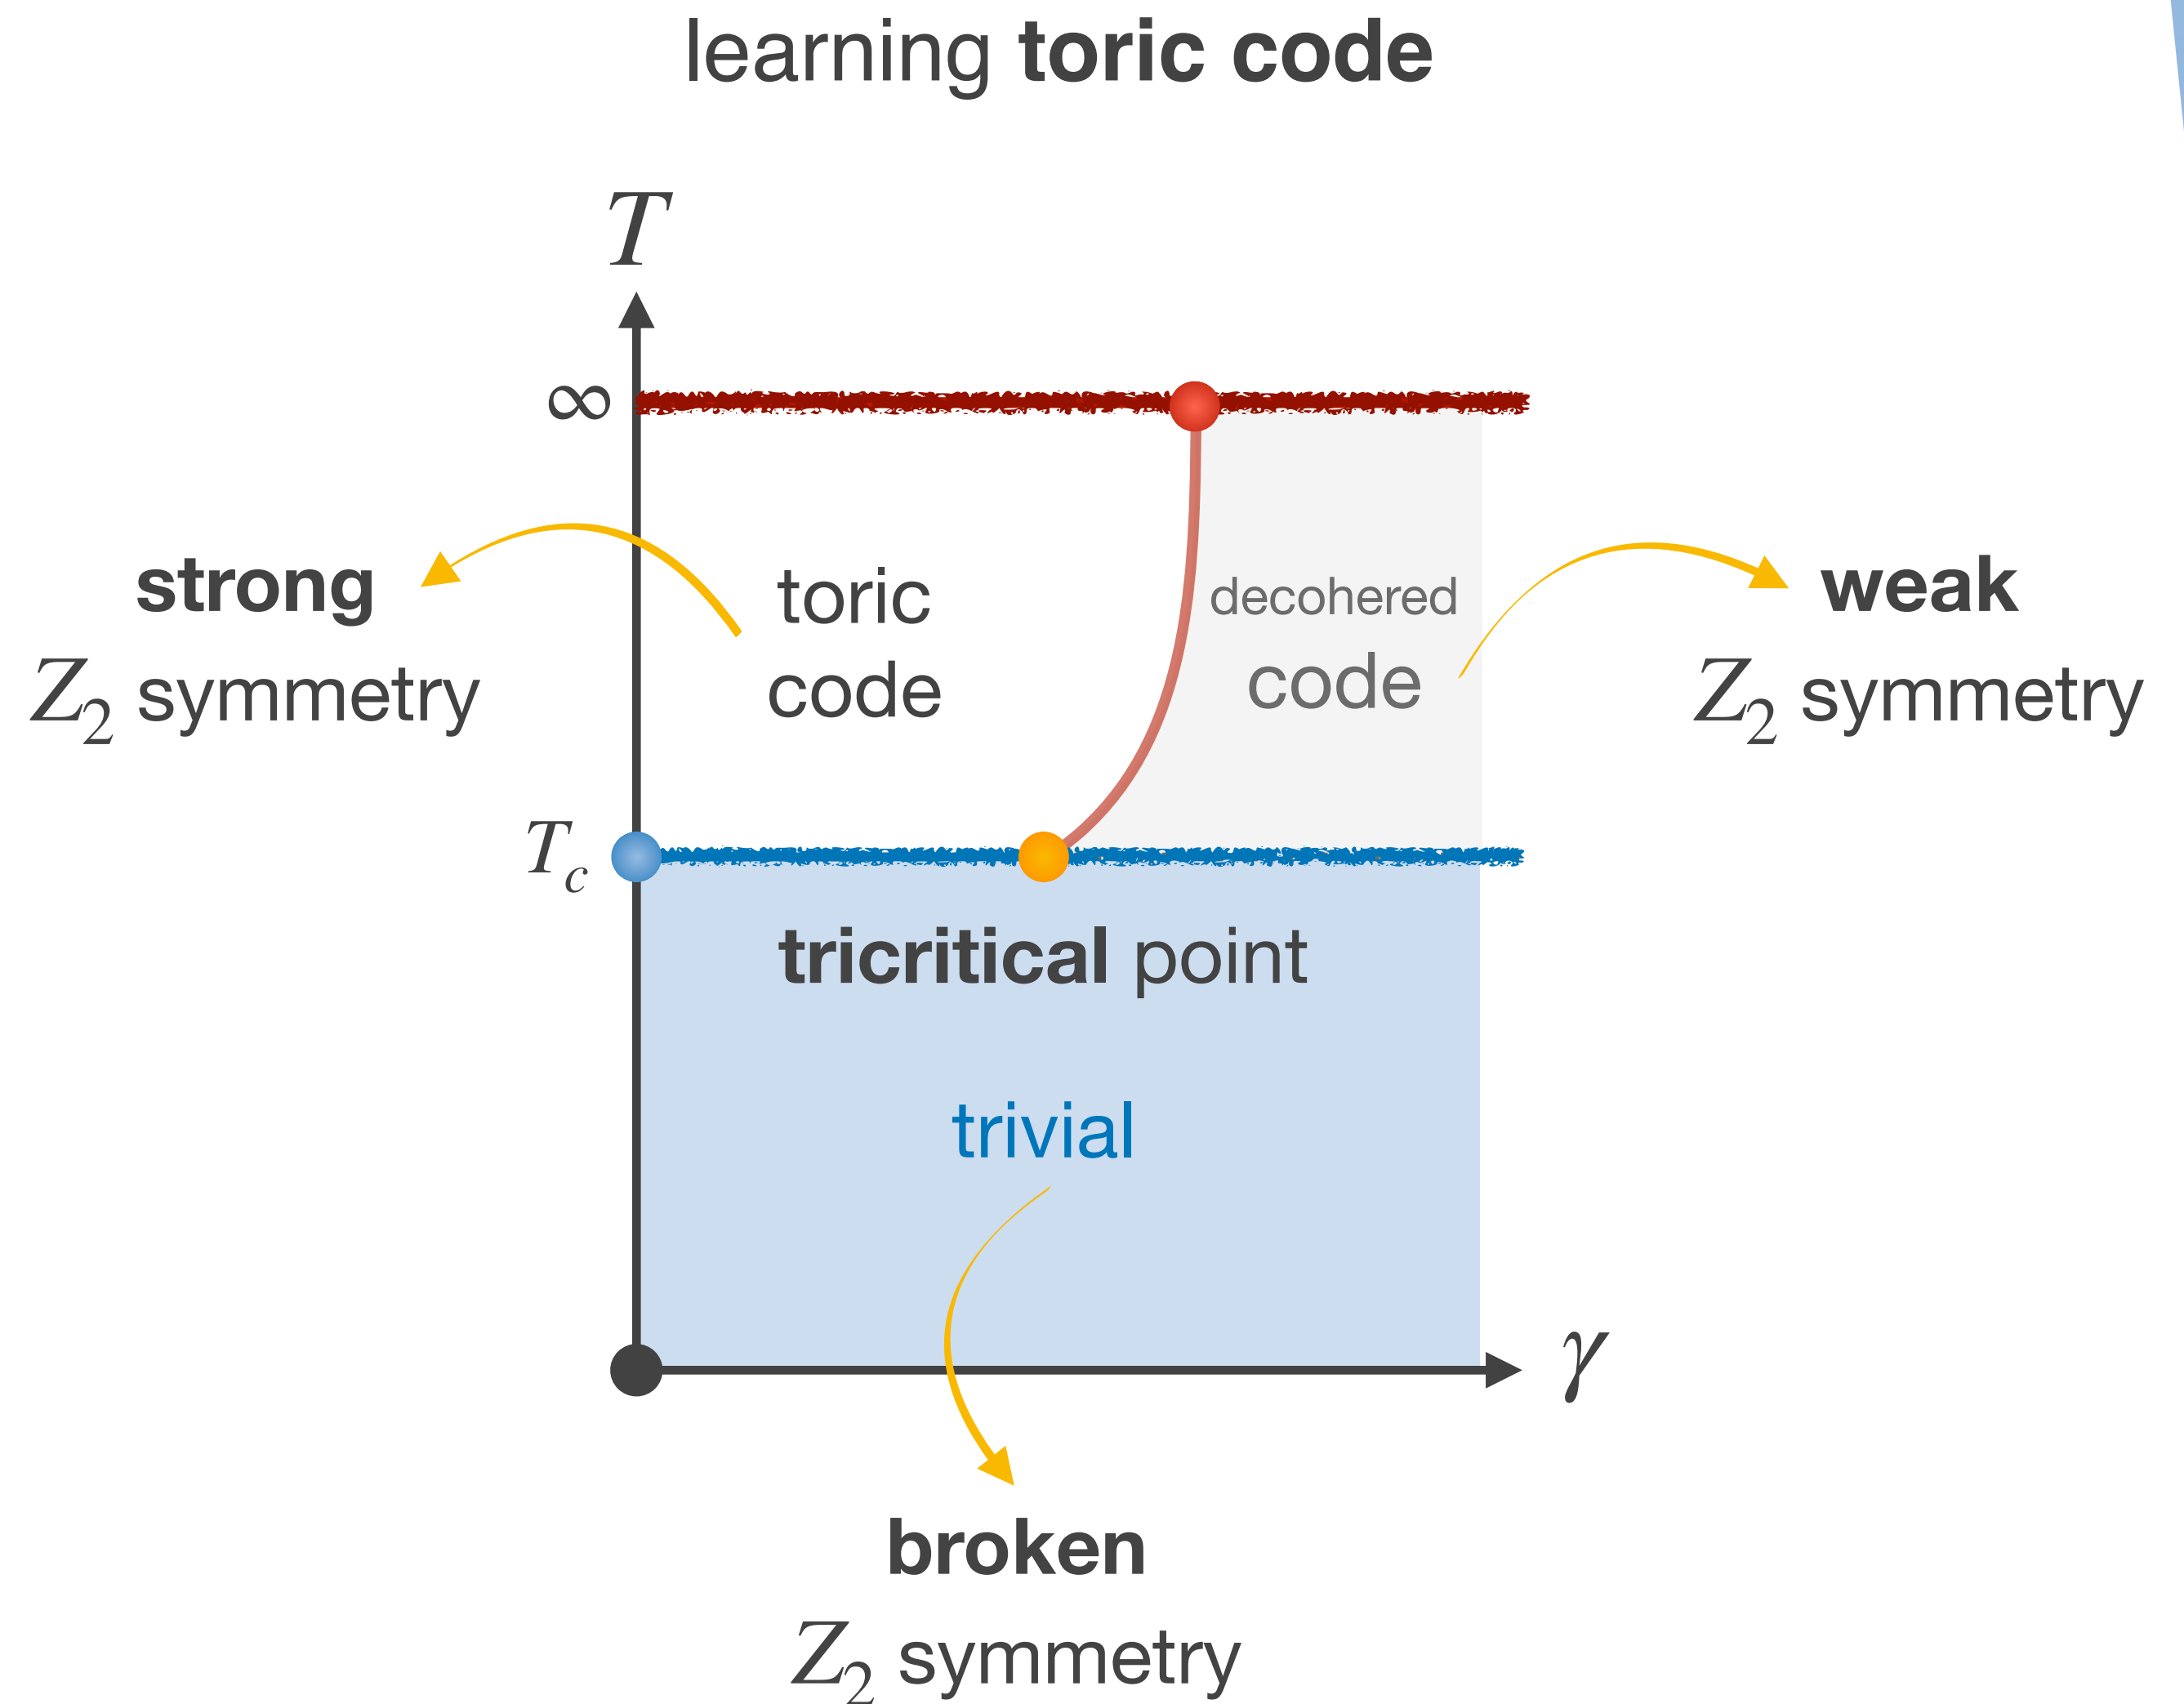 learning toric code
T
∞
strong
Z₂ symmetry
toric
code
decohered
code
weak
Z₂ symmetry
T_c
tricritical point
trivial
γ
broken
Z₂ symmetry